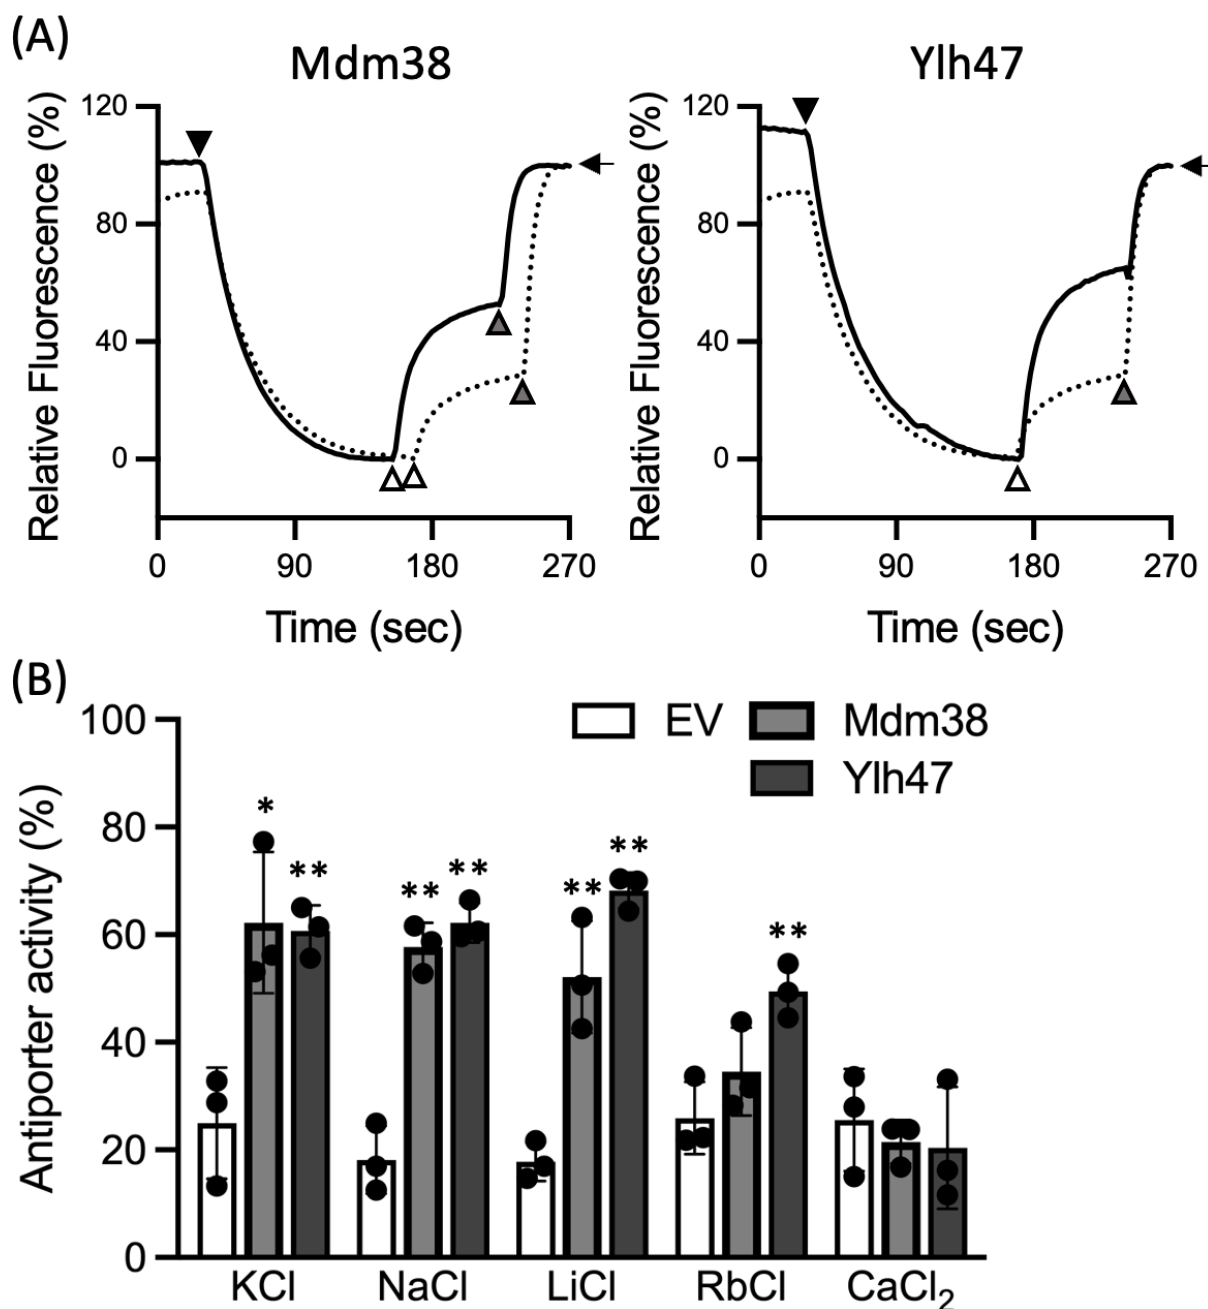 (A)
Mdm38
Ylh47
Relative Fluorescence (%)
120
80
40
0
0 90 180 270
Time (sec)
Relative Fluorescence (%)
120
80
40
0
0 90 180 270
Time (sec)
(B)
Antiporter activity (%)
100
80
60
40
20
0
EV Mdm38
Ylh47
*
**
**
**
**
**
**
KCl NaCl LiCl RbCl CaCl₂